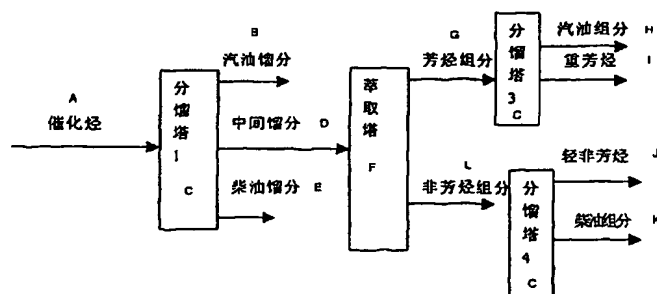 A
催化烃
分馏塔1
C
B
汽油馏分
中间馏分 D
柴油馏分 E
萃取塔
F
G
芳烃组分
L
非芳烃组分
分馏塔3
C
汽油组分 H
重芳烃 I
分馏塔4
C
轻非芳烃 J
柴油组分 K